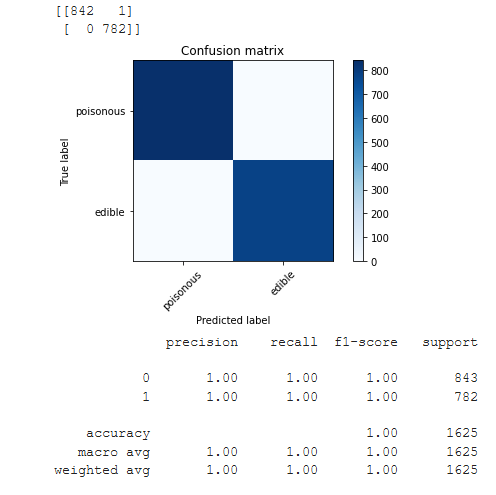 [[842   1]
 [  0 782]]
Confusion matrix
800
700
600
500
400
300
200
100
0
poisonous
edible
True label
poisonous
edible
Predicted label
precision    recall  f1-score   support
0       1.00      1.00      1.00       843
1       1.00      1.00      1.00       782
accuracy                           1.00      1625
macro avg       1.00      1.00      1.00      1625
weighted avg       1.00      1.00      1.00      1625